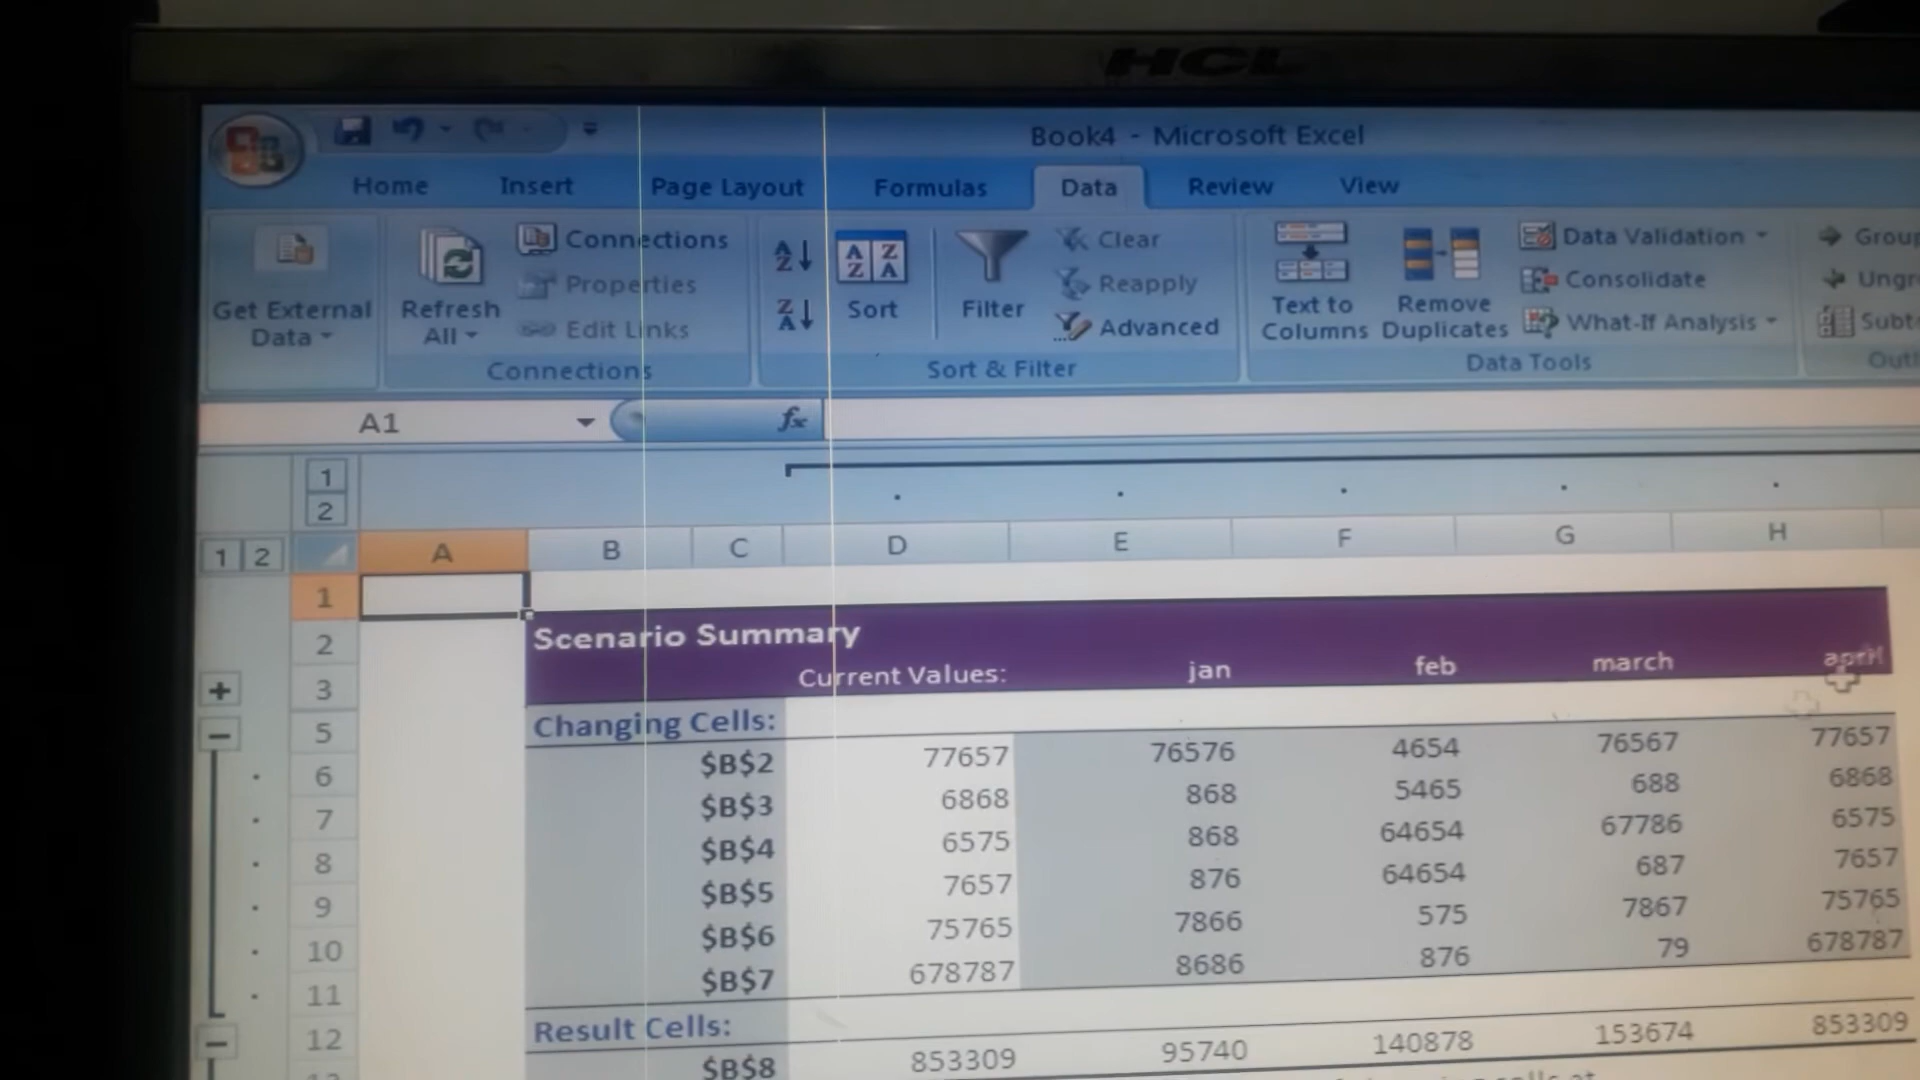 HCL
Book4 - Microsoft Excel
Home Insert Page Layout Formulas Data Review View
Get External Data
Refresh All
Connections
Properties
Edit Links
Connections
Sort
Filter
Clear
Reapply
Advanced
Sort & Filter
Text to Columns
Remove Duplicates
Data Validation
Consolidate
What-If Analysis
Data Tools
Group
A1 fx
1
2
1 2
A B C D E F G H
1
2 Scenario Summary
3 Current Values: jan feb march april
5 Changing Cells:
6 $B$2 77657 76576 4654 76567 77657
7 $B$3 6868 868 5465 688 6868
8 $B$4 6575 868 64654 67786 6575
9 $B$5 7657 876 64654 687 7657
10 $B$6 75765 7866 575 7867 75765
11 $B$7 678787 8686 876 79 678787
12 Result Cells:
$B$8 853309 95740 140878 153674 853309